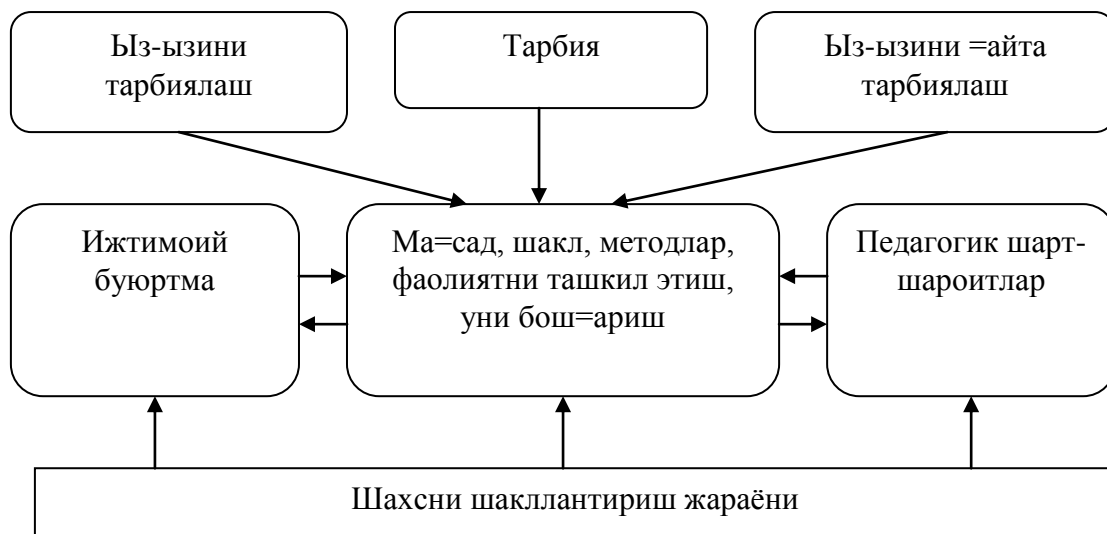 Ыз-ызини
тарбиялаш
Тарбия
Ыз-ызини =айта
тарбиялаш
Ижтимоий
буюртма
Ма=сад, шакл, методлар,
фаолиятни ташкил этиш,
уни бош=ариш
Педагогик шарт-
шароитлар
Шахсни шакллантириш жараёни